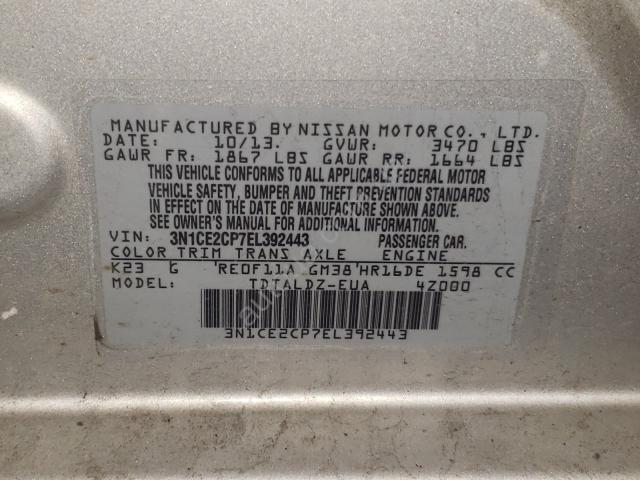 MANUFACTURED BY NISSAN MOTOR CO., LTD.
DATE: 10/13. GVWR: 3470 LBS
GAWR FR: 1867 LBS GAWR RR: 1664 LBS
THIS VEHICLE CONFORMS TO ALL APPLICABLE FEDERAL MOTOR
VEHICLE SAFETY, BUMPER AND THEFT PREVENTION STANDARDS
IN EFFECT ON THE DATE OF MANUFACTURE SHOWN ABOVE.
SEE OWNER'S MANUAL FOR ADDITIONAL INFORMATION
VIN: 3N1CE2CP7EL392443 PASSENGER CAR.
COLOR TRIM TRANS AXLE ENGINE
K23 G 'RE0F11A GM38'HR16DE 1598 CC
MODEL: TDTALDZ-EUA 4Z000
3N1CE2CP7EL392443